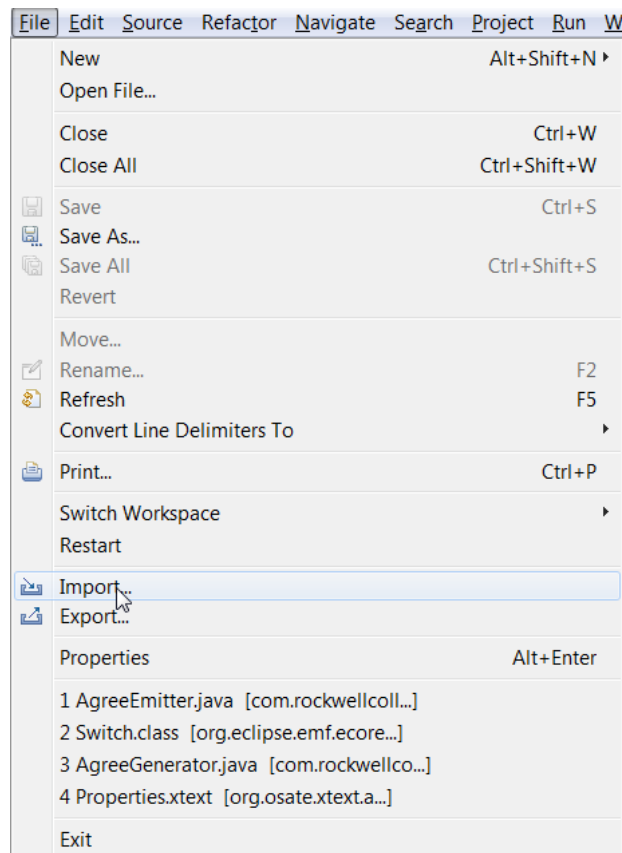 File Edit Source Refactor Navigate Search Project Run W
New Alt+Shift+N
Open File...
Close Ctrl+W
Close All Ctrl+Shift+W
Save Ctrl+S
Save As...
Save All Ctrl+Shift+S
Revert
Move...
Rename... F2
Refresh F5
Convert Line Delimiters To
Print... Ctrl+P
Switch Workspace
Restart
Import...
Export...
Properties Alt+Enter
1 AgreeEmitter.java [com.rockwellcoll...]
2 Switch.class [org.eclipse.emf.ecore...]
3 AgreeGenerator.java [com.rockwellco...]
4 Properties.xtext [org.osate.xtext.a...]
Exit